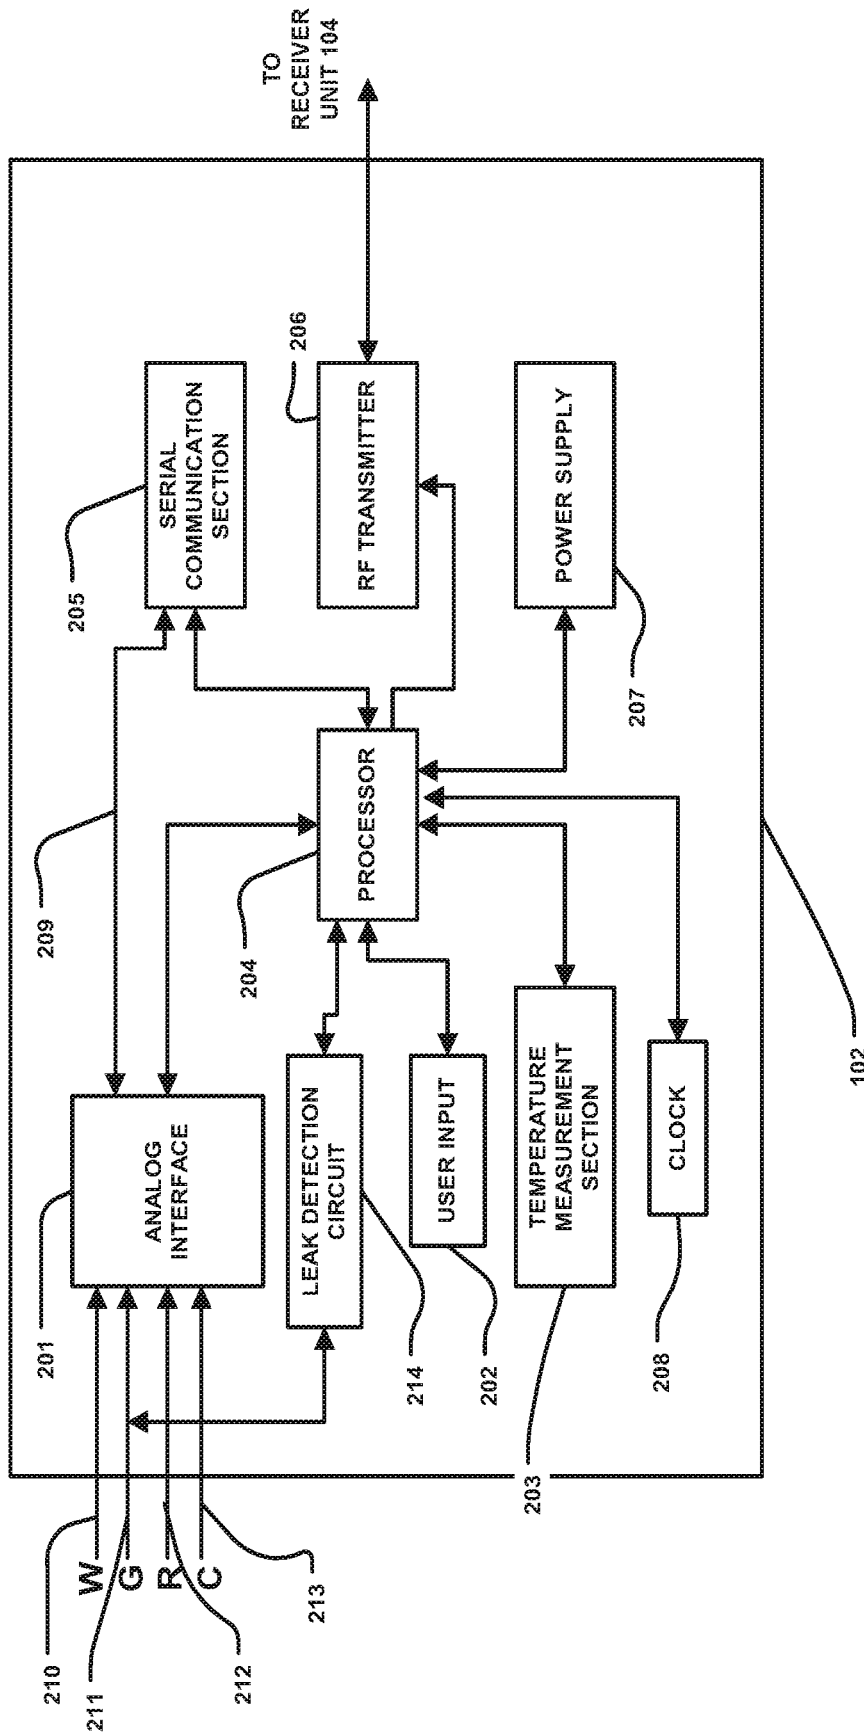 210
W
211
G
212
R
213
C
201
ANALOG
INTERFACE
209
205
SERIAL
COMMUNICATION
SECTION
206
RF TRANSMITTER
TO
RECEIVER
UNIT 104
204
PROCESSOR
LEAK DETECTION
CIRCUIT
214
USER INPUT
202
TEMPERATURE
MEASUREMENT
SECTION
203
CLOCK
208
POWER SUPPLY
207
102